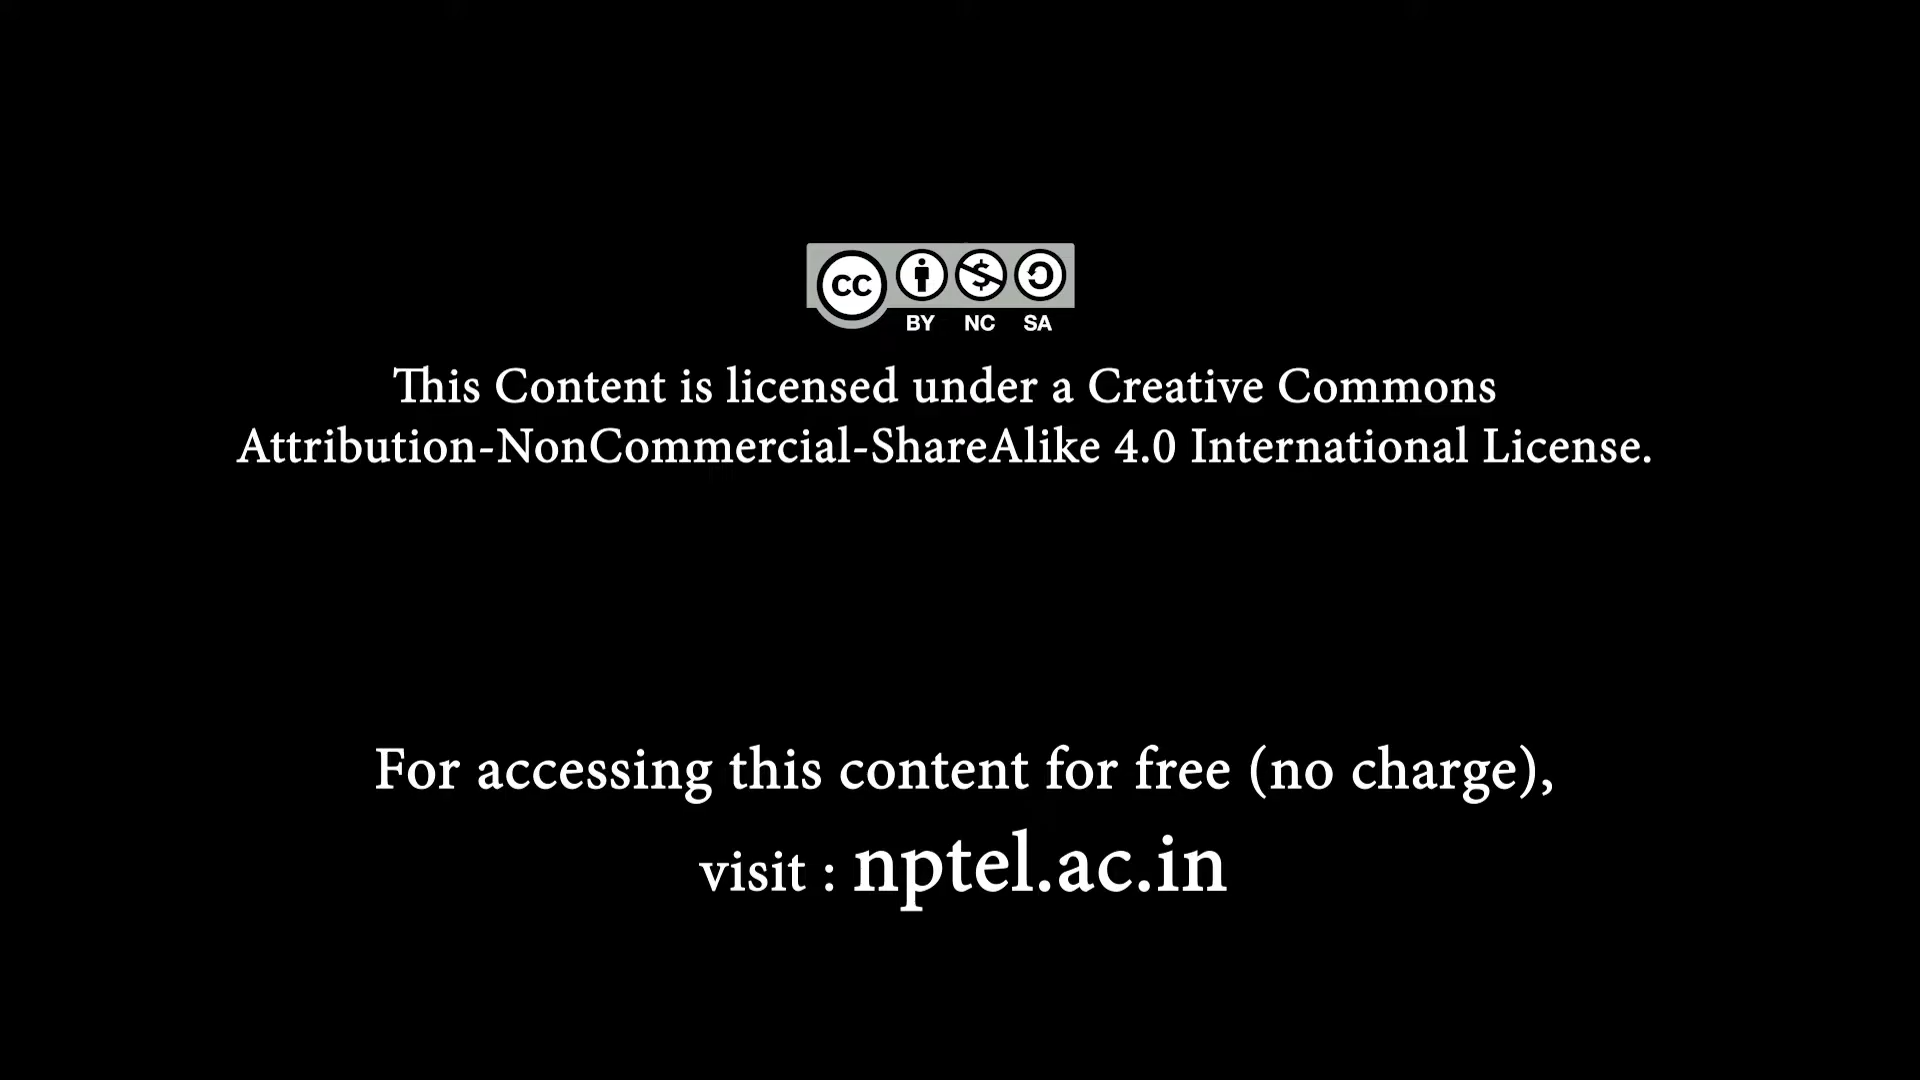 cc
BY NC SA
This Content is licensed under a Creative Commons
Attribution-NonCommercial-ShareAlike 4.0 International License.
For accessing this content for free (no charge),
visit : nptel.ac.in